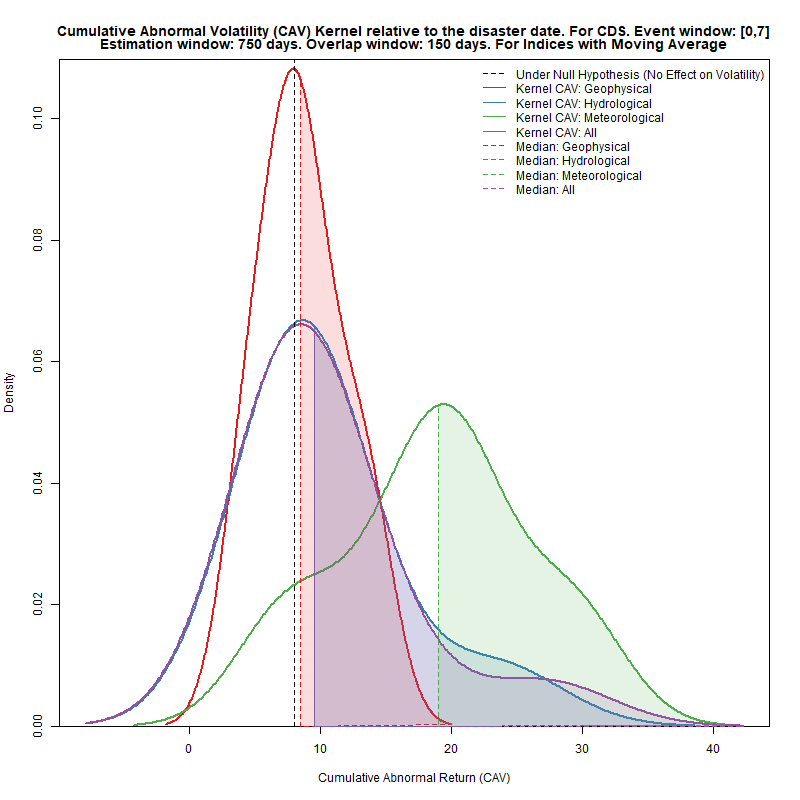 Cumulative Abnormal Volatility (CAV) Kernel relative to the disaster date. For CDS. Event window: [0,7]
Estimation window: 750 days. Overlap window: 150 days. For Indices with Moving Average
Under Null Hypothesis (No Effect on Volatility)
Kernel CAV: Geophysical
Kernel CAV: Hydrological
Kernel CAV: Meteorological
Kernel CAV: All
Median: Geophysical
Median: Hydrological
Median: Meteorological
Median: All
Density
0.10
0.08
0.06
0.04
0.02
0.00
0 10 20 30 40
Cumulative Abnormal Return (CAV)